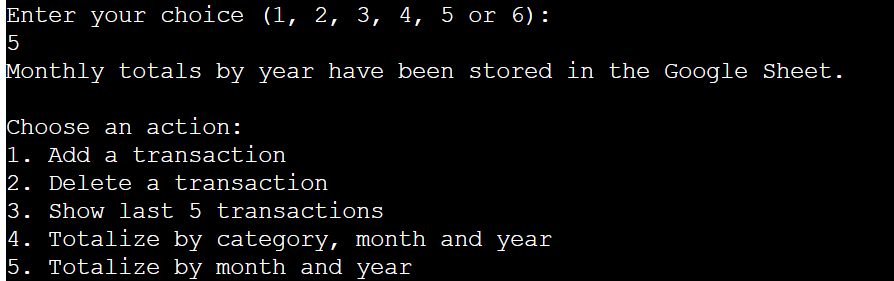 Enter your choice (1, 2, 3, 4, 5 or 6):
5
Monthly totals by year have been stored in the Google Sheet.
Choose an action:
1. Add a transaction
2. Delete a transaction
3. Show last 5 transactions
4. Totalize by category, month and year
5. Totalize by month and year